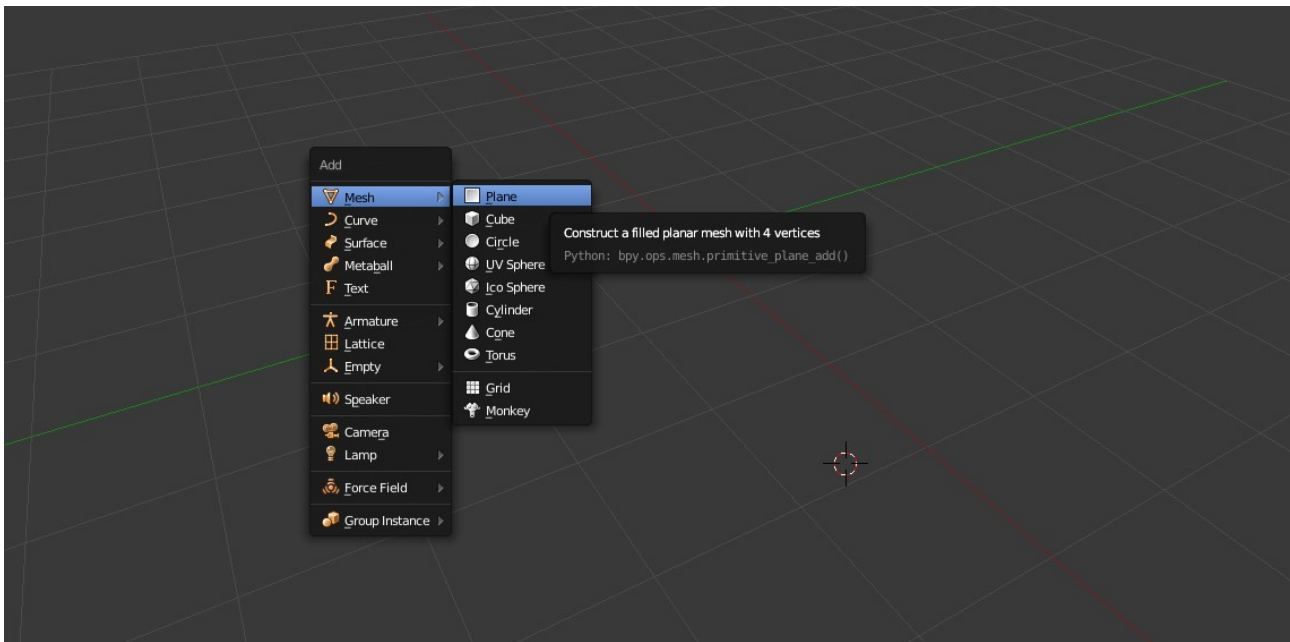 Add
Mesh
Curve
Surface
Metaball
Text
Armature
Lattice
Empty
Speaker
Camera
Lamp
Force Field
Group Instance
Plane
Cube
Circle
UV Sphere
Ico Sphere
Cylinder
Cone
Torus
Grid
Monkey
Construct a filled planar mesh with 4 vertices
Python: bpy.ops.mesh.primitive_plane_add()